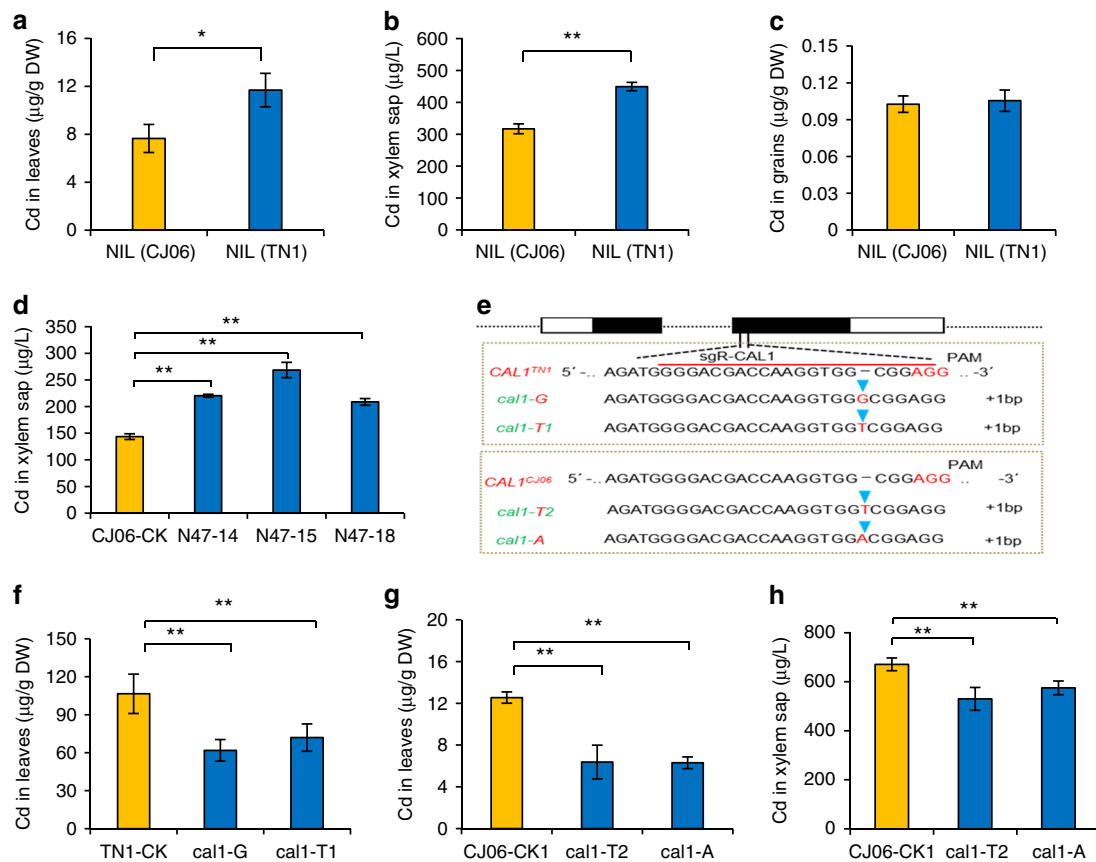 a
Cd in leaves (μg/g DW)
16
12
8
4
0
*
NIL (CJ06)
NIL (TN1)
b
Cd in xylem sap (μg/L)
600
500
400
300
200
100
0
**
NIL (CJ06)
NIL (TN1)
c
Cd in grains (μg/g DW)
0.15
0.12
0.09
0.06
0.03
0
NIL (CJ06)
NIL (TN1)
d
Cd in xylem sap (μg/L)
350
300
250
200
150
100
50
0
**
**
**
CJ06-CK
N47-14
N47-15
N47-18
e
sgR-CAL1
PAM
CAL1TN1 5′ -.. AGATGGGGACGACCAAGGTGG–CGGAGG .. -3′
cal1-G AGATGGGGACGACCAAGGTGGGCGGAGG +1bp
cal1-T1 AGATGGGGACGACCAAGGTGGTCGGAGG +1bp
PAM
CAL1CJ06 5′ -.. AGATGGGGACGACCAAGGTGG–CGGAGG .. -3′
cal1-T2 AGATGGGGACGACCAAGGTGGTCGGAGG +1bp
cal1-A AGATGGGGACGACCAAGGTGGACGGAGG +1bp
f
Cd in leaves (μg/g DW)
150
120
90
60
30
0
**
**
TN1-CK
cal1-G
cal1-T1
g
Cd in leaves (μg/g DW)
16
12
8
4
0
**
**
CJ06-CK1
cal1-T2
cal1-A
h
Cd in xylem sap (μg/L)
800
600
400
200
0
**
**
CJ06-CK1
cal1-T2
cal1-A